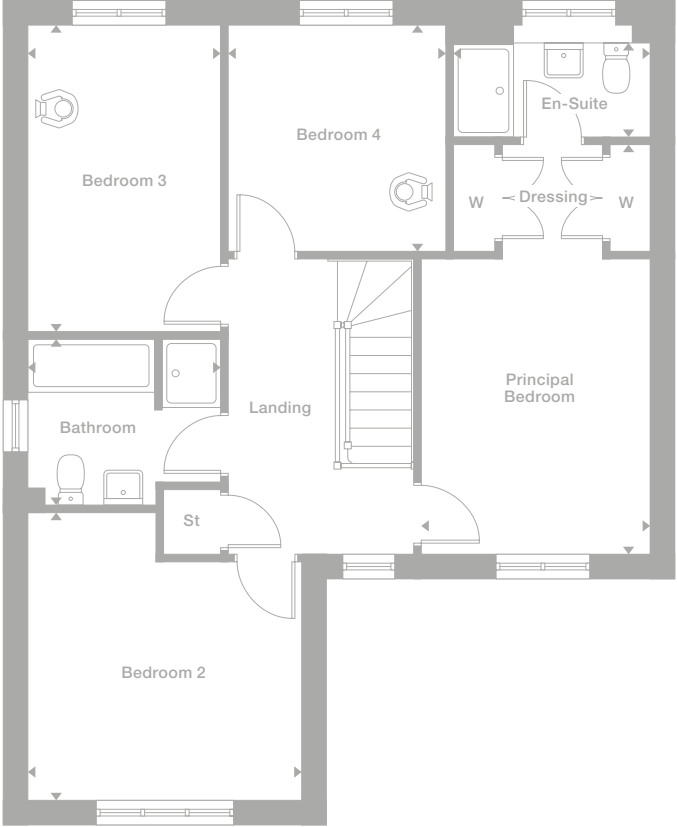 En-Suite
Bedroom 4
Bedroom 3
W
Dressing
W
Principal
Bedroom
Landing
Bathroom
St
Bedroom 2